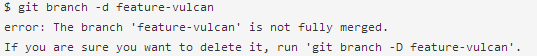 $ git branch -d feature-vulcan
error: The branch 'feature-vulcan' is not fully merged.
If you are sure you want to delete it, run 'git branch -D feature-vulcan'.